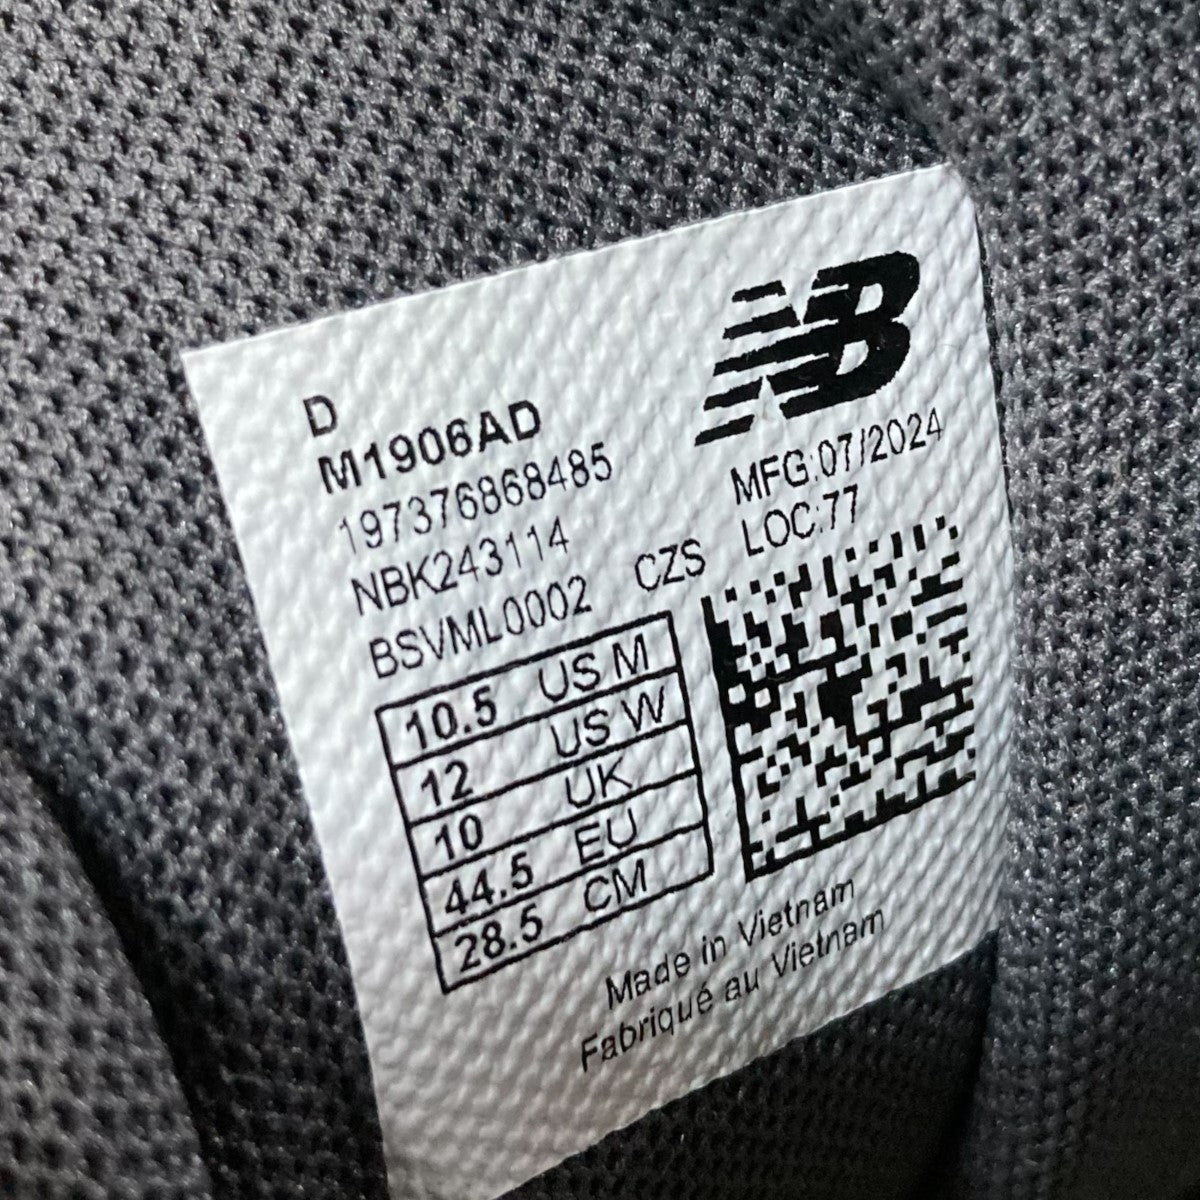 NB
D
M1906AD
197376868485
NBK243114
BSVML0002 CZS
MFG:07/2024
LOC:77
10.5 US M
12 US W
10 UK
44.5 EU
28.5 CM
Made in Vietnam
Fabriqué au Vietnam